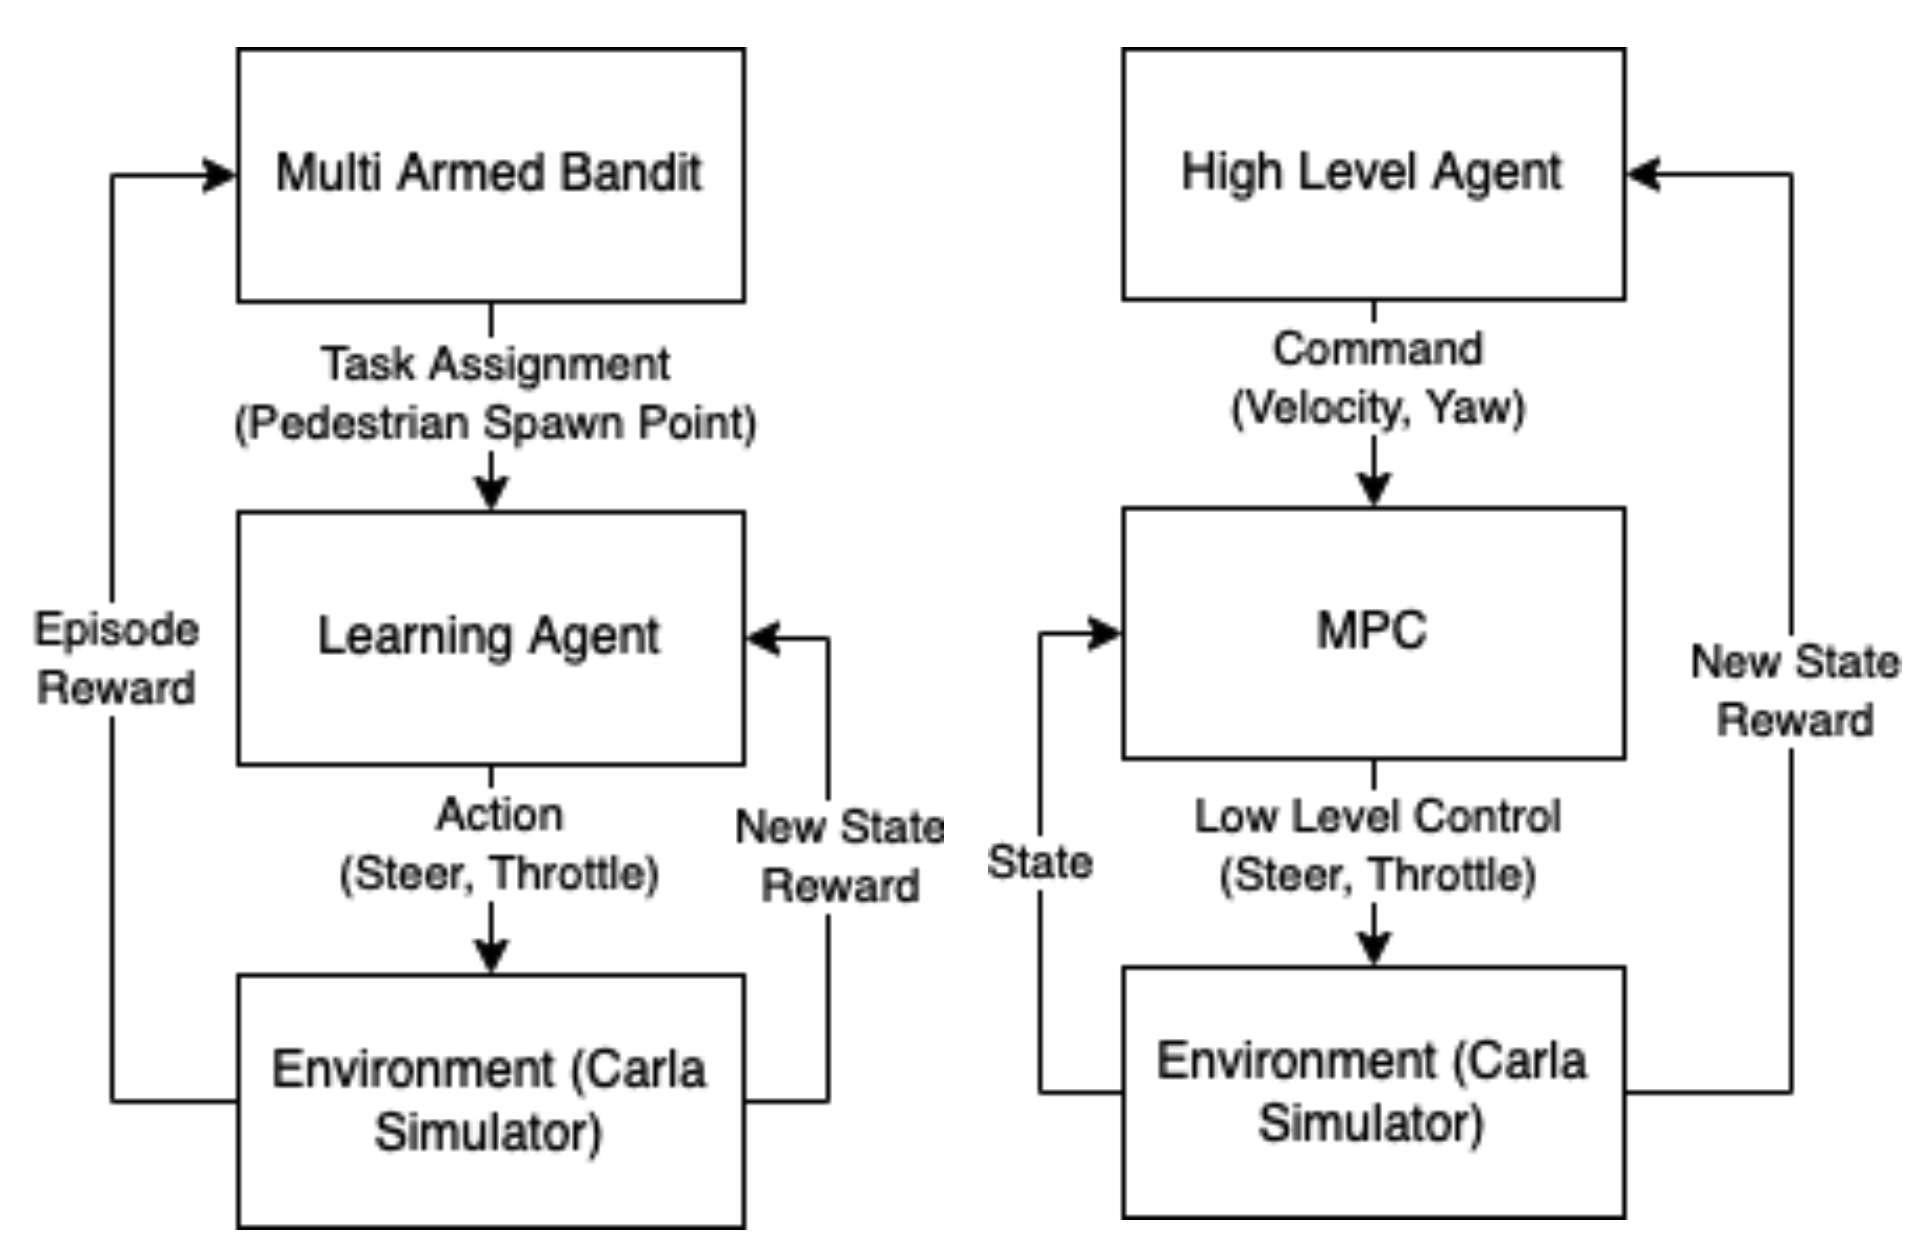 Multi Armed Bandit
Task Assignment
(Pedestrian Spawn Point)
Learning Agent
Episode
Reward
Action
(Steer, Throttle)
New State
Reward
Environment (Carla
Simulator)
High Level Agent
Command
(Velocity, Yaw)
MPC
New State
Reward
Low Level Control
(Steer, Throttle)
State
Environment (Carla
Simulator)